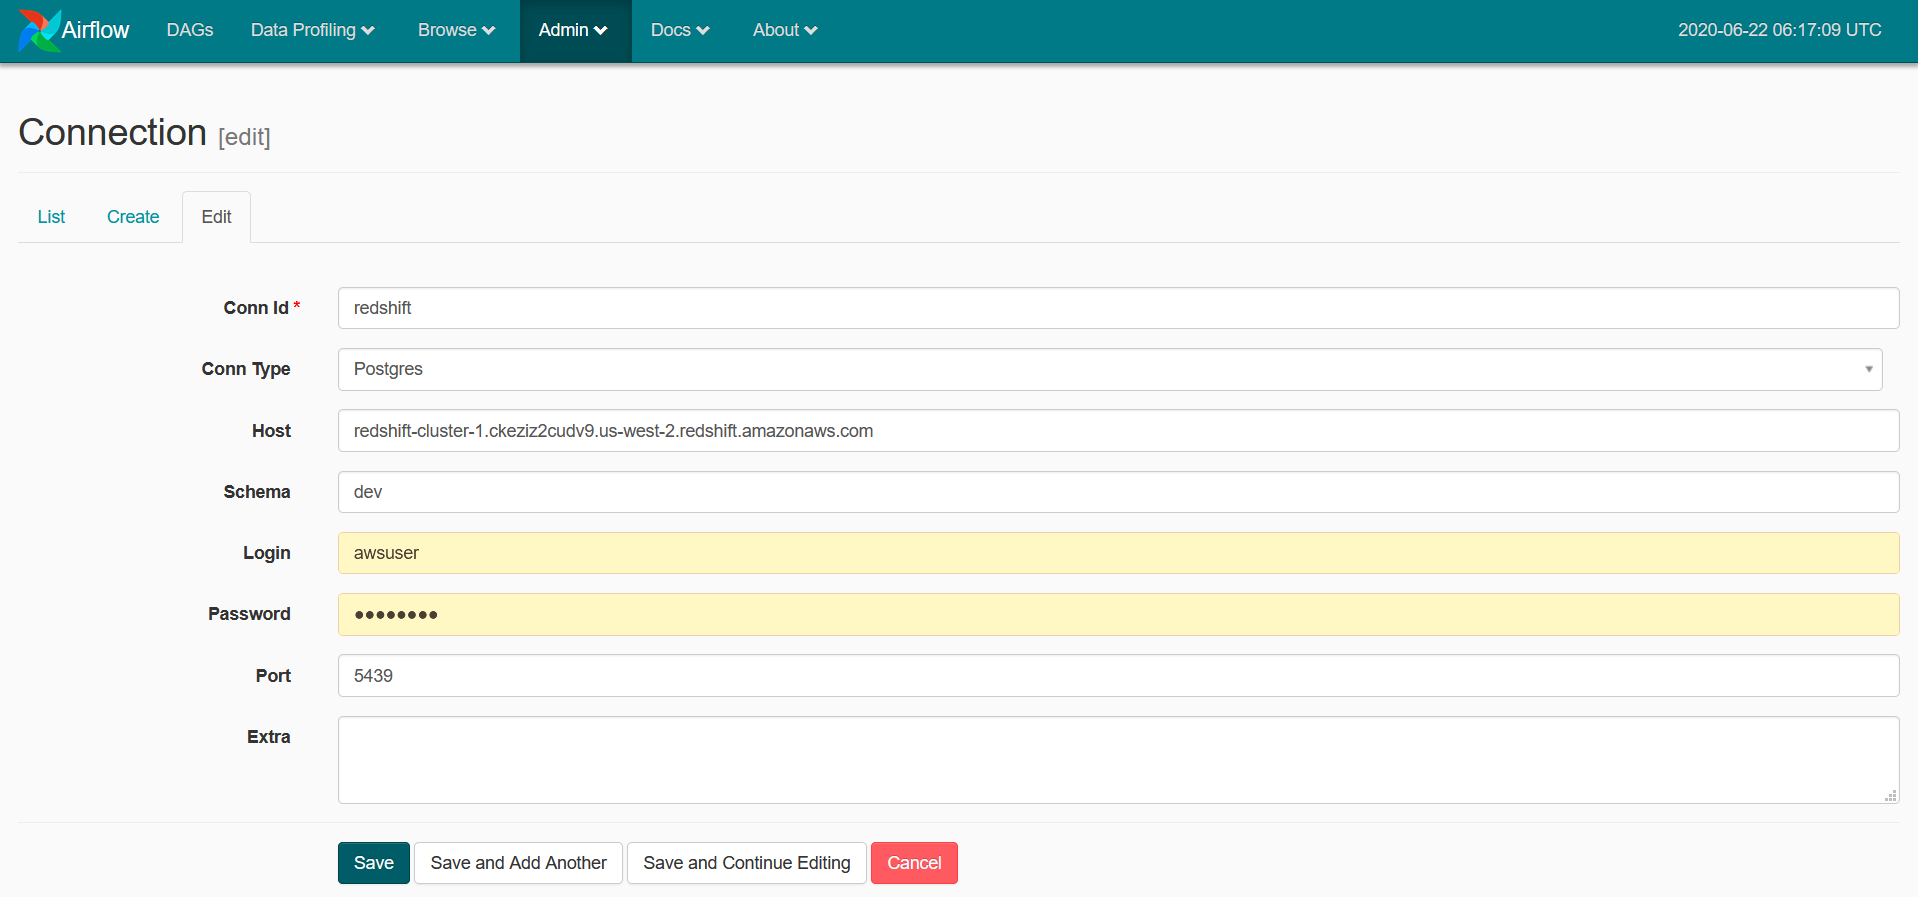 Airflow DAGs Data Profiling Browse Admin Docs About 2020-06-22 06:17:09 UTC
Connection [edit]
List Create Edit
Conn Id * redshift
Conn Type Postgres
Host redshift-cluster-1.ckeziz2cudv9.us-west-2.redshift.amazonaws.com
Schema dev
Login awsuser
Password ••••••••
Port 5439
Extra
Save Save and Add Another Save and Continue Editing Cancel